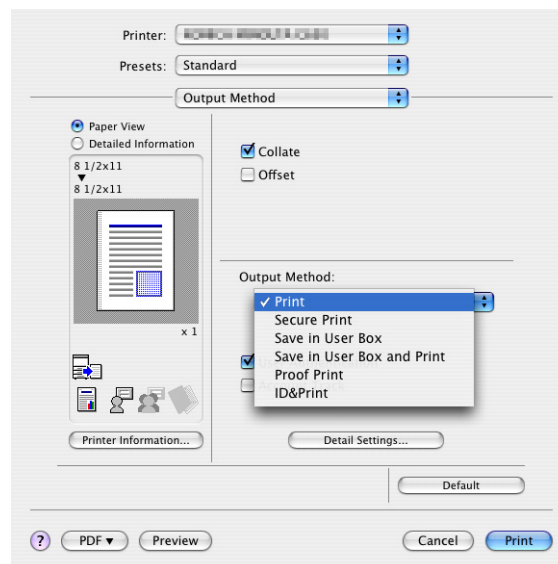 Printer:
Presets: Standard
Output Method
Paper View
Detailed Information
8 1/2x11
8 1/2x11
x 1
Collate
Offset
Output Method:
✓ Print
Secure Print
Save in User Box
Save in User Box and Print
Proof Print
ID&Print
Printer Information...
Detail Settings...
Default
? PDF▼ Preview Cancel Print